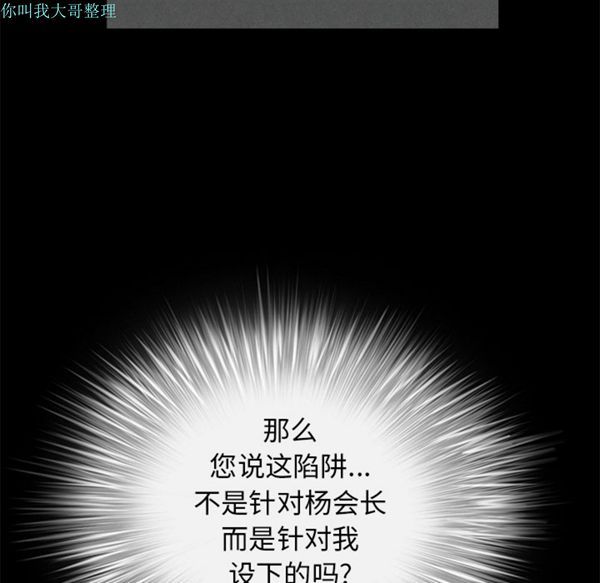 你叫我大哥整理
那么
您说这陷阱...
不是针对杨会长
而是针对我
设下的吗?